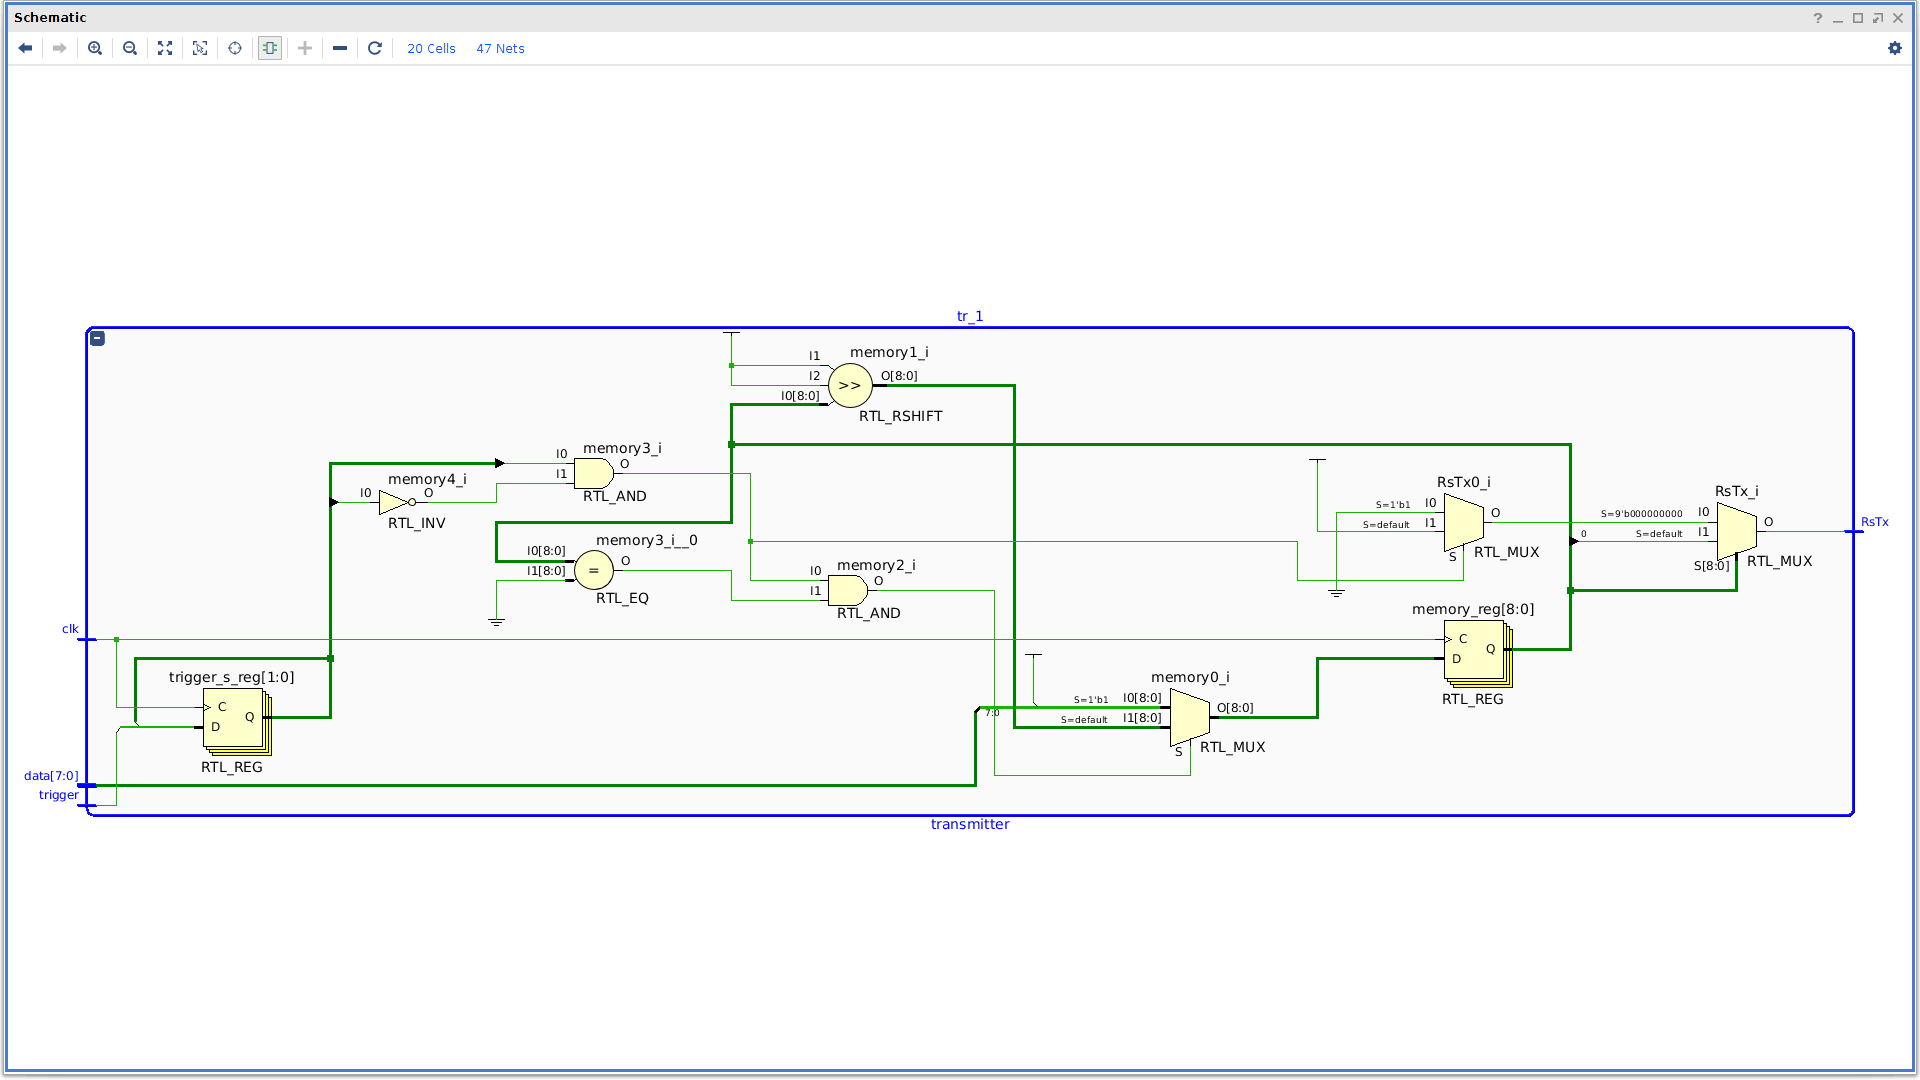 Schematic
?
20 Cells 47 Nets
tr_1
memory1_i
I1
I2
I0[8:0]
>>
O[8:0]
RTL_RSHIFT
memory3_i
I0
I1
O
RTL_AND
memory4_i
I0
O
RTL_INV
memory3_i__0
I0[8:0]
I1[8:0]
=
O
RTL_EQ
memory2_i
I0
I1
O
RTL_AND
RsTx0_i
S=1'b1 I0
S=default I1
S
O
RTL_MUX
RsTx_i
S=9'b000000000 I0
0 S=default I1
S[8:0]
O
RTL_MUX
RsTx
memory_reg[8:0]
C
D
Q
RTL_REG
clk
trigger_s_reg[1:0]
C
D
Q
RTL_REG
memory0_i
7:0
S=1'b1 I0[8:0]
S=default I1[8:0]
S
O[8:0]
RTL_MUX
data[7:0]
trigger
transmitter